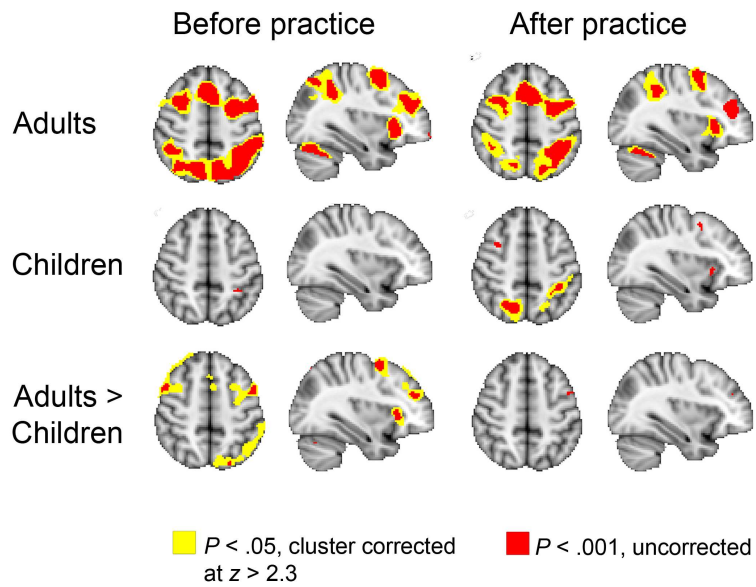 Before practice
After practice
Adults
Children
Adults >
Children
P < .05, cluster corrected
at z > 2.3
P < .001, uncorrected